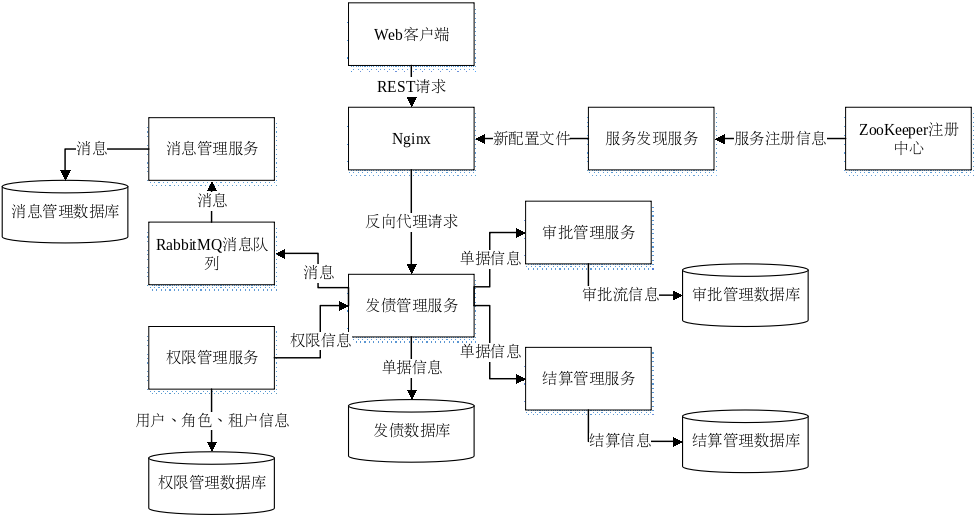 Web客户端
REST请求
Nginx
新配置文件
服务发现服务
服务注册信息
ZooKeeper注册
中心
消息
消息管理服务
消息管理数据库
消息
RabbitMQ消息队
列
反向代理请求
消息
发债管理服务
单据信息
审批管理服务
审批流信息
审批管理数据库
权限管理服务
权限信息
单据信息
单据信息
结算管理服务
用户、角色、租户信息
发债数据库
结算信息
结算管理数据库
权限管理数据库